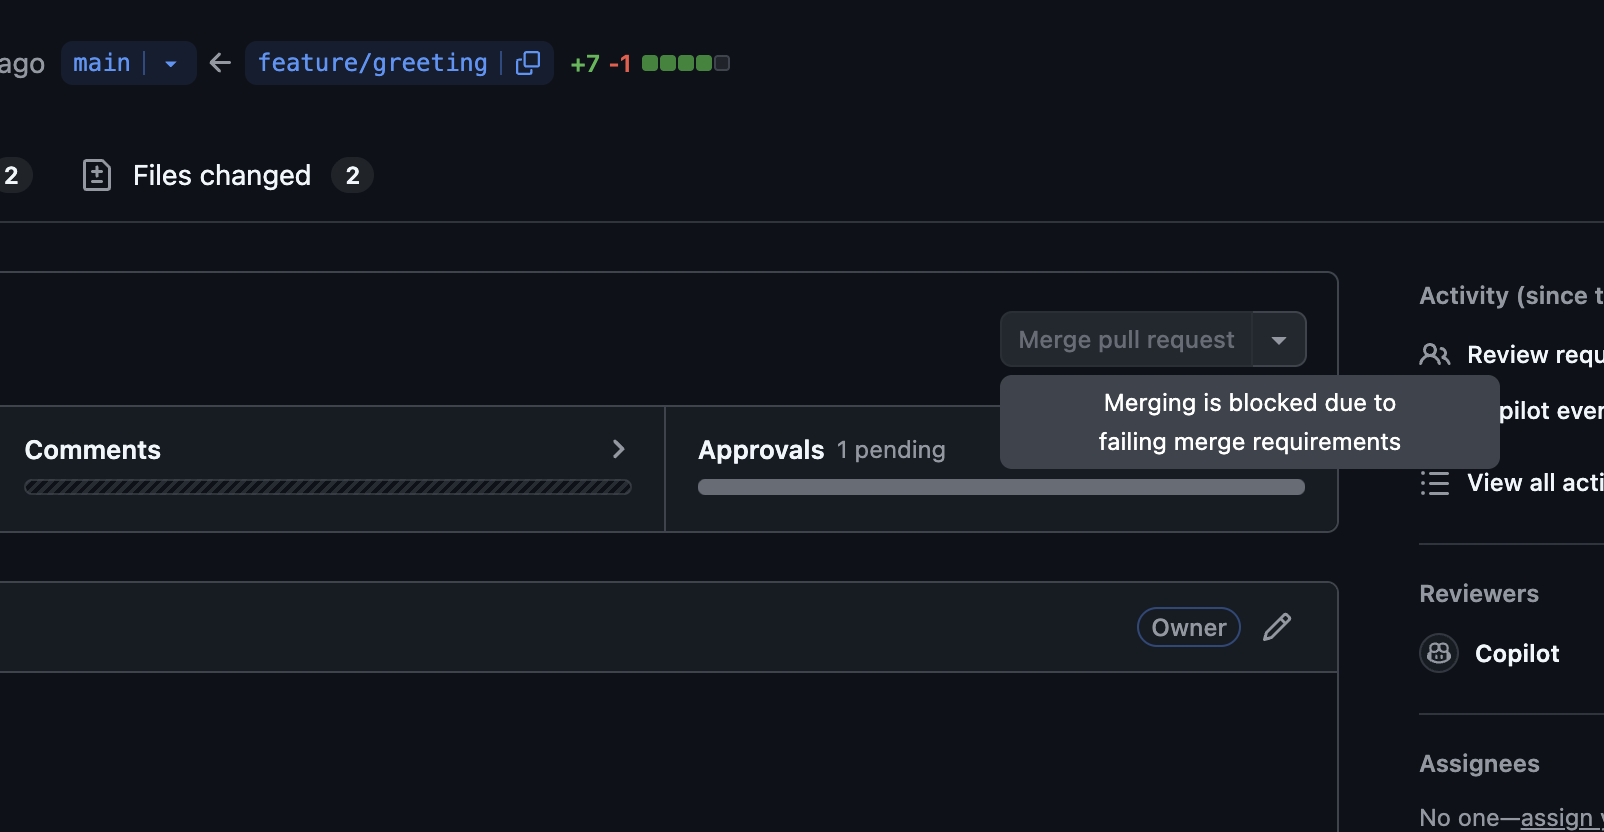 ago main feature/greeting +7 -1
2 Files changed 2
Merge pull request
Merging is blocked due to
failing merge requirements
Comments
Approvals 1 pending
Owner
Activity (since t
Review requ
pilot ever
View all acti
Reviewers
Copilot
Assignees
No one—assign